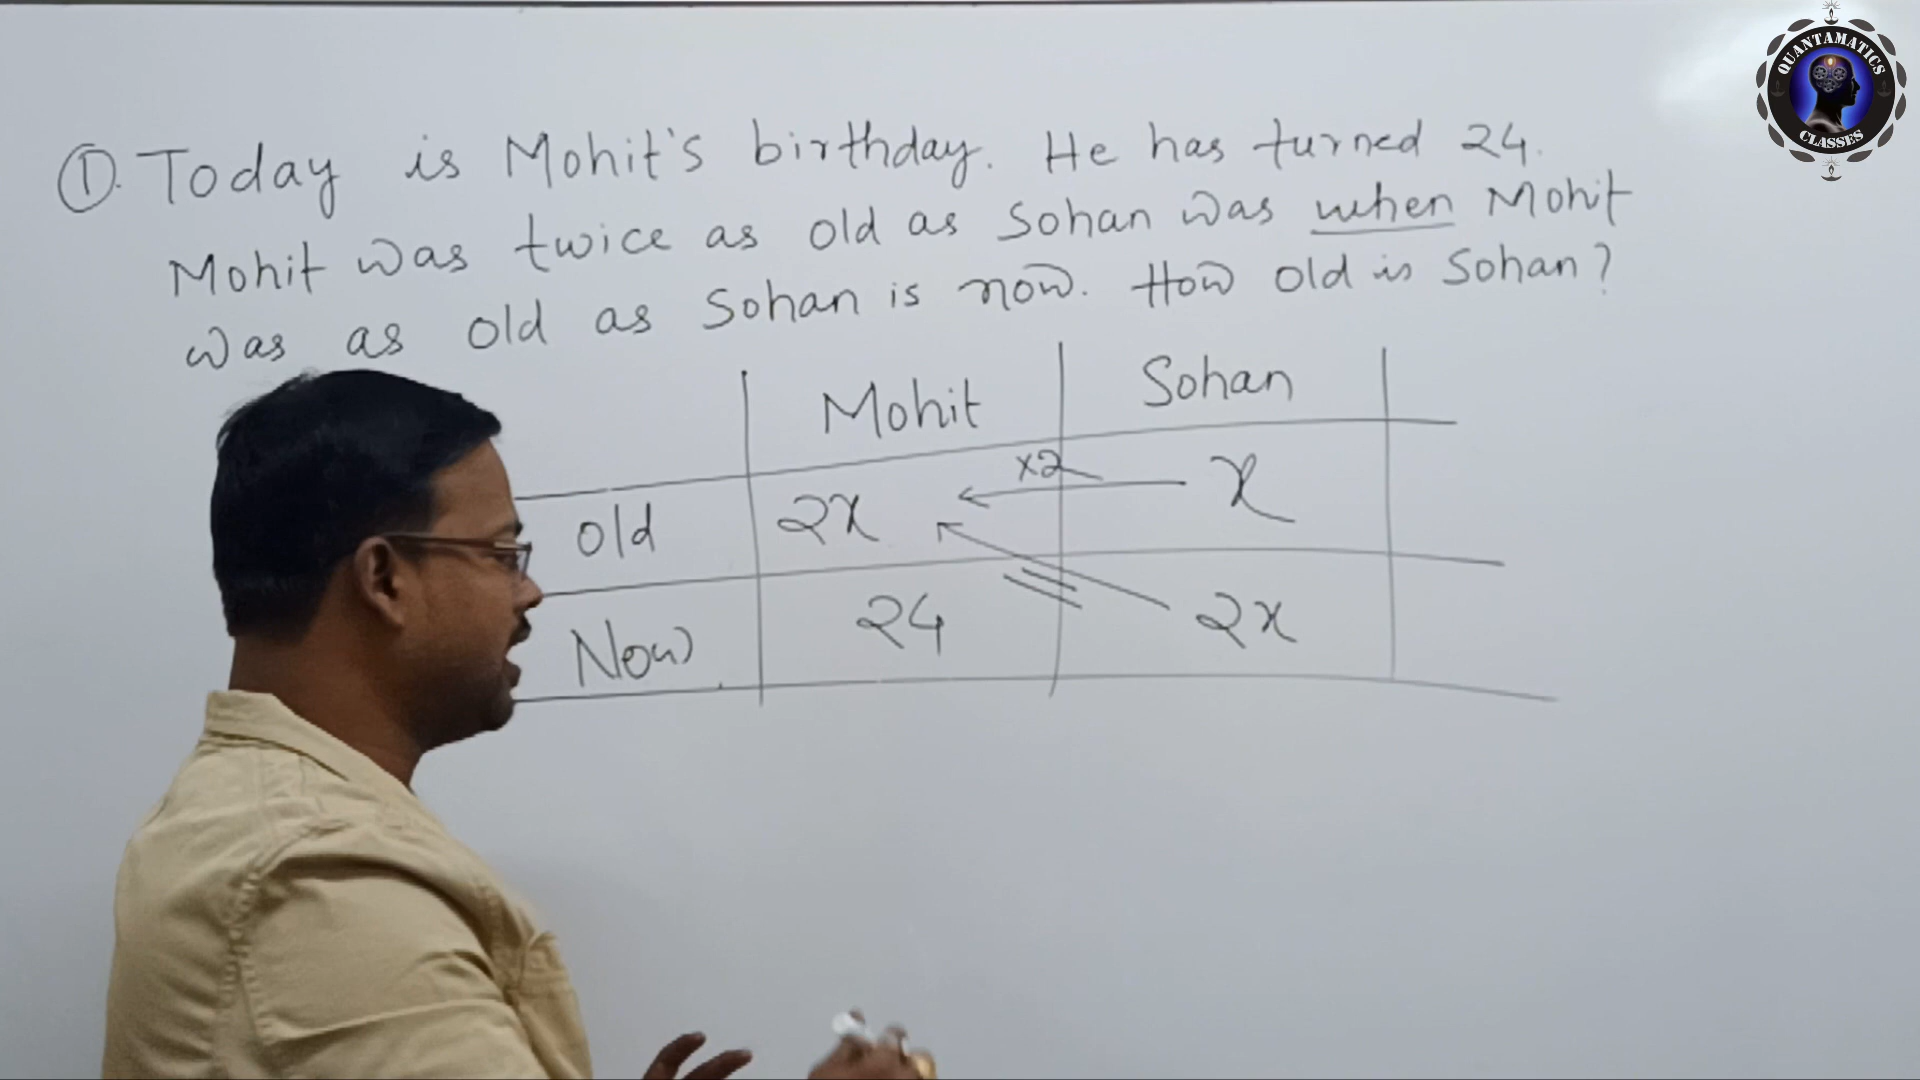 ① Today is Mohit's birthday. He has turned 24.
Mohit was twice as old as Sohan was when Mohit
was as old as Sohan is now. How old is Sohan?
Mohit Sohan
Old 2x ×2 x
Now 24 2x
QUANTAMATICS
CLASSES